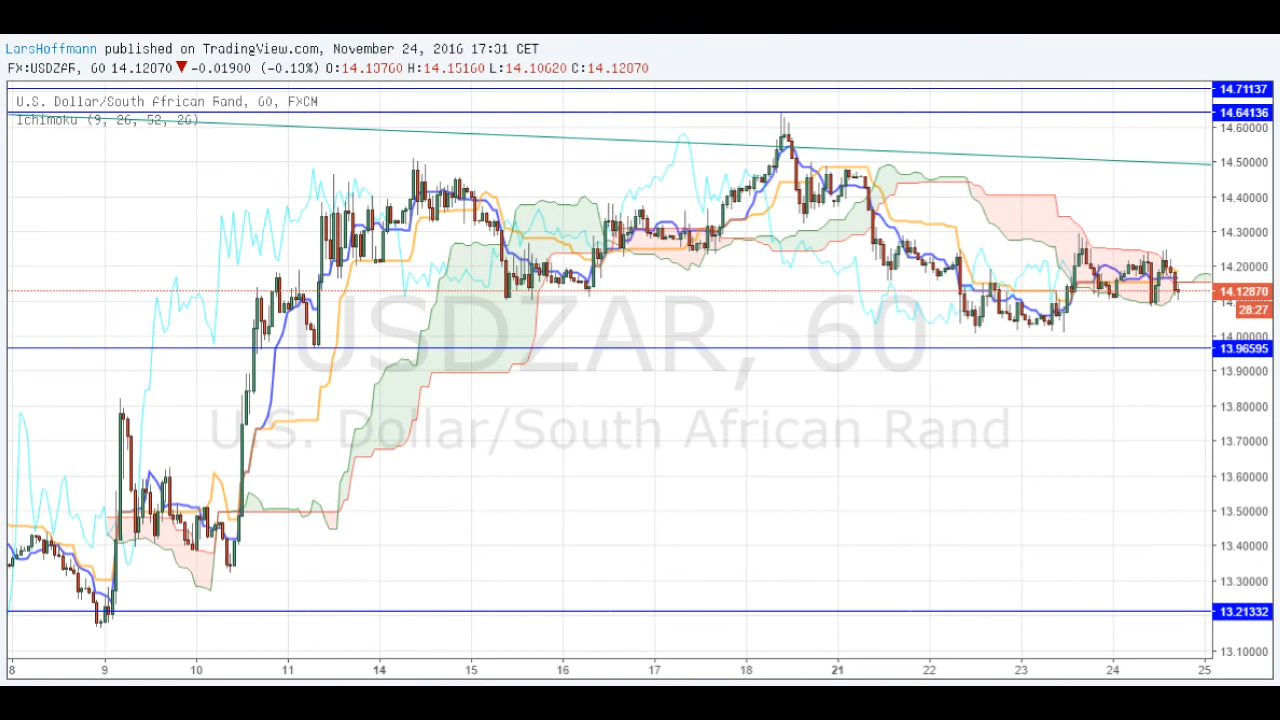 LarsHoffmann published on TradingView.com, November 24, 2016 17:31 CET
FX:USDZAR, 60 14.12870 ▼ -0.01900 (-0.13%) O:14.13760 H:14.15160 L:14.10620 C:14.12870
U.S. Dollar/South African Rand, 60, FXCM
Ichimoku (9, 26, 52, 26)
USDZAR, 60
U.S. Dollar/South African Rand
14.71137
14.64136
14.60000
14.50000
14.40000
14.30000
14.20000
14.12870
28:27
14.00000
13.96595
13.90000
13.80000
13.70000
13.60000
13.50000
13.40000
13.30000
13.21332
13.10000
8 9 10 11 14 15 16 17 18 21 22 23 24 25